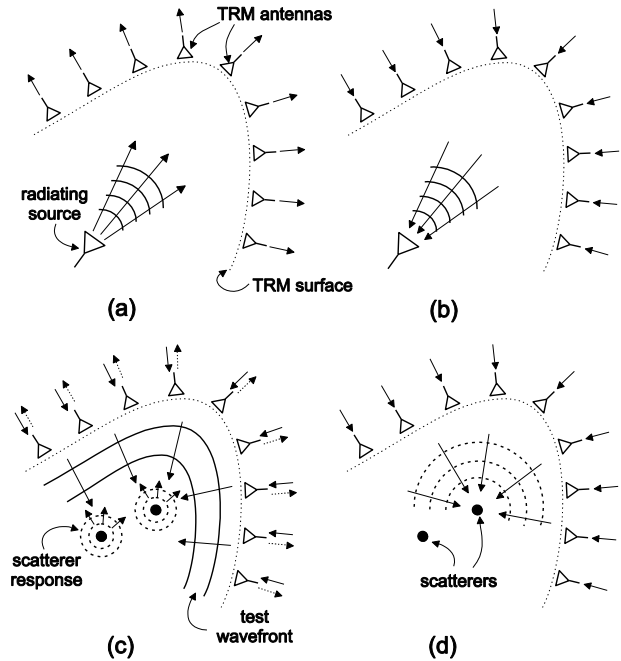 TRM antennas
radiating
source
TRM surface
(a)
(b)
scatterer
response
test
wavefront
scatterers
(c)
(d)